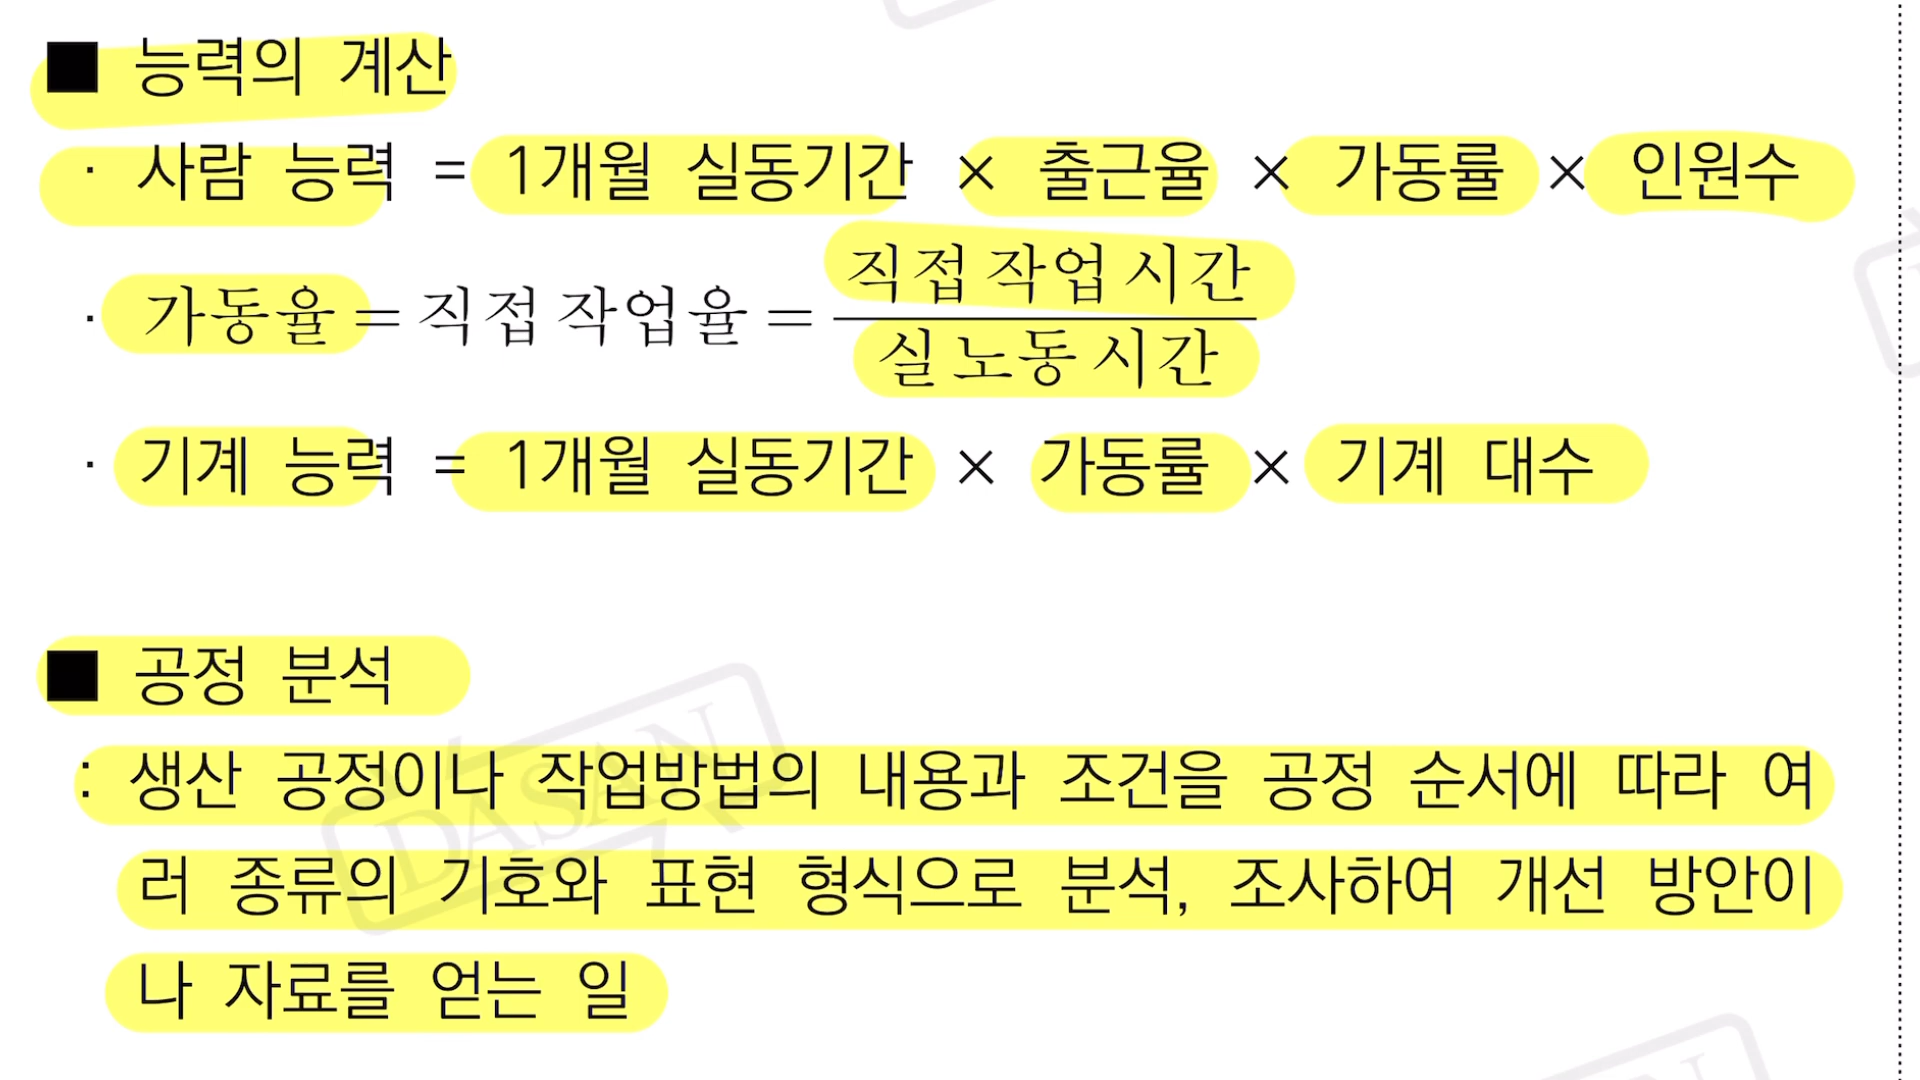 ■ 능력의 계산
· 사람 능력 = 1개월 실동기간 × 출근율 × 가동률 × 인원수
· 가동율 = 직접작업율 = 직접작업시간 / 실노동시간
· 기계 능력 = 1개월 실동기간 × 가동률 × 기계 대수
■ 공정 분석
: 생산 공정이나 작업방법의 내용과 조건을 공정 순서에 따라 여
러 종류의 기호와 표현 형식으로 분석, 조사하여 개선 방안이
나 자료를 얻는 일
DASAN